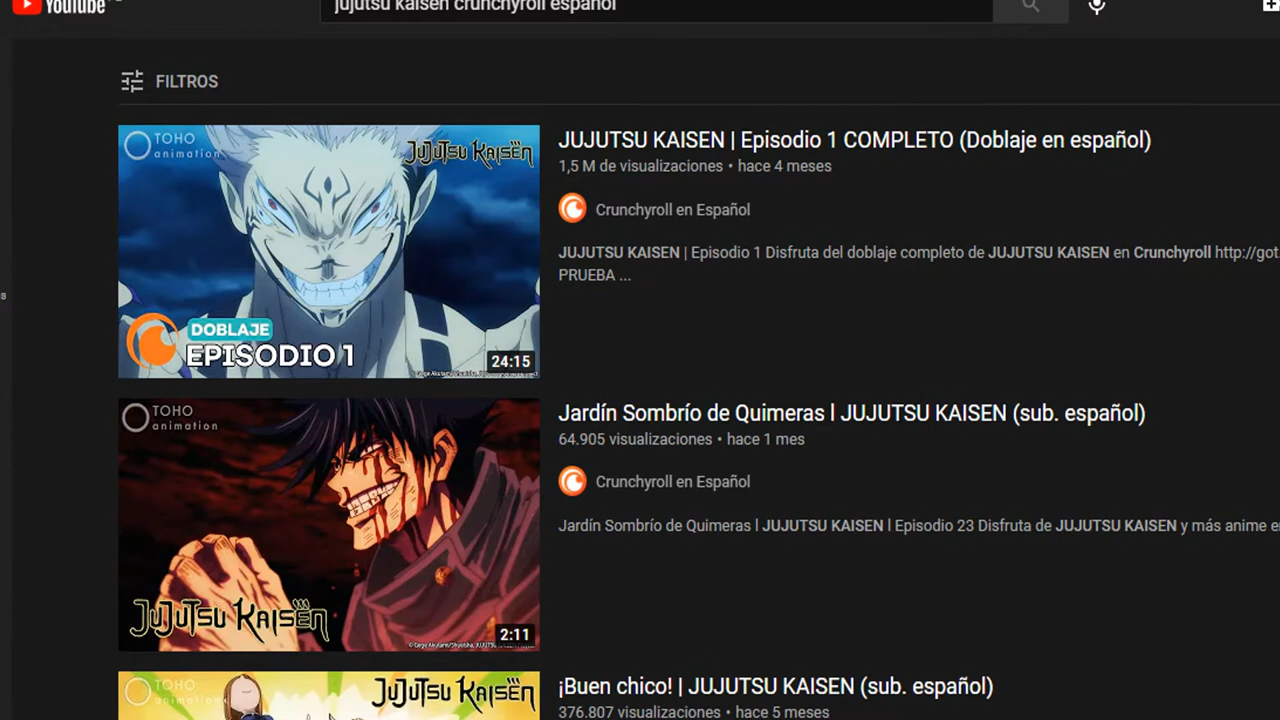 YouTube
jujutsu kaisen crunchyroll español
FILTROS
TOHO
animation
JUJUTSU KAISEN
DOBLAJE
EPISODIO 1
24:15
JUJUTSU KAISEN | Episodio 1 COMPLETO (Doblaje en español)
1,5 M de visualizaciones • hace 4 meses
Crunchyroll en Español
JUJUTSU KAISEN | Episodio 1 Disfruta del doblaje completo de JUJUTSU KAISEN en Crunchyroll http://got
PRUEBA ...
TOHO
animation
JUJUTSU KAISEN
2:11
Jardín Sombrío de Quimeras l JUJUTSU KAISEN (sub. español)
64.905 visualizaciones • hace 1 mes
Crunchyroll en Español
Jardín Sombrío de Quimeras l JUJUTSU KAISEN l Episodio 23 Disfruta de JUJUTSU KAISEN y más anime e
TOHO
animation
JUJUTSU KAISEN
¡Buen chico! | JUJUTSU KAISEN (sub. español)
376.807 visualizaciones • hace 5 meses